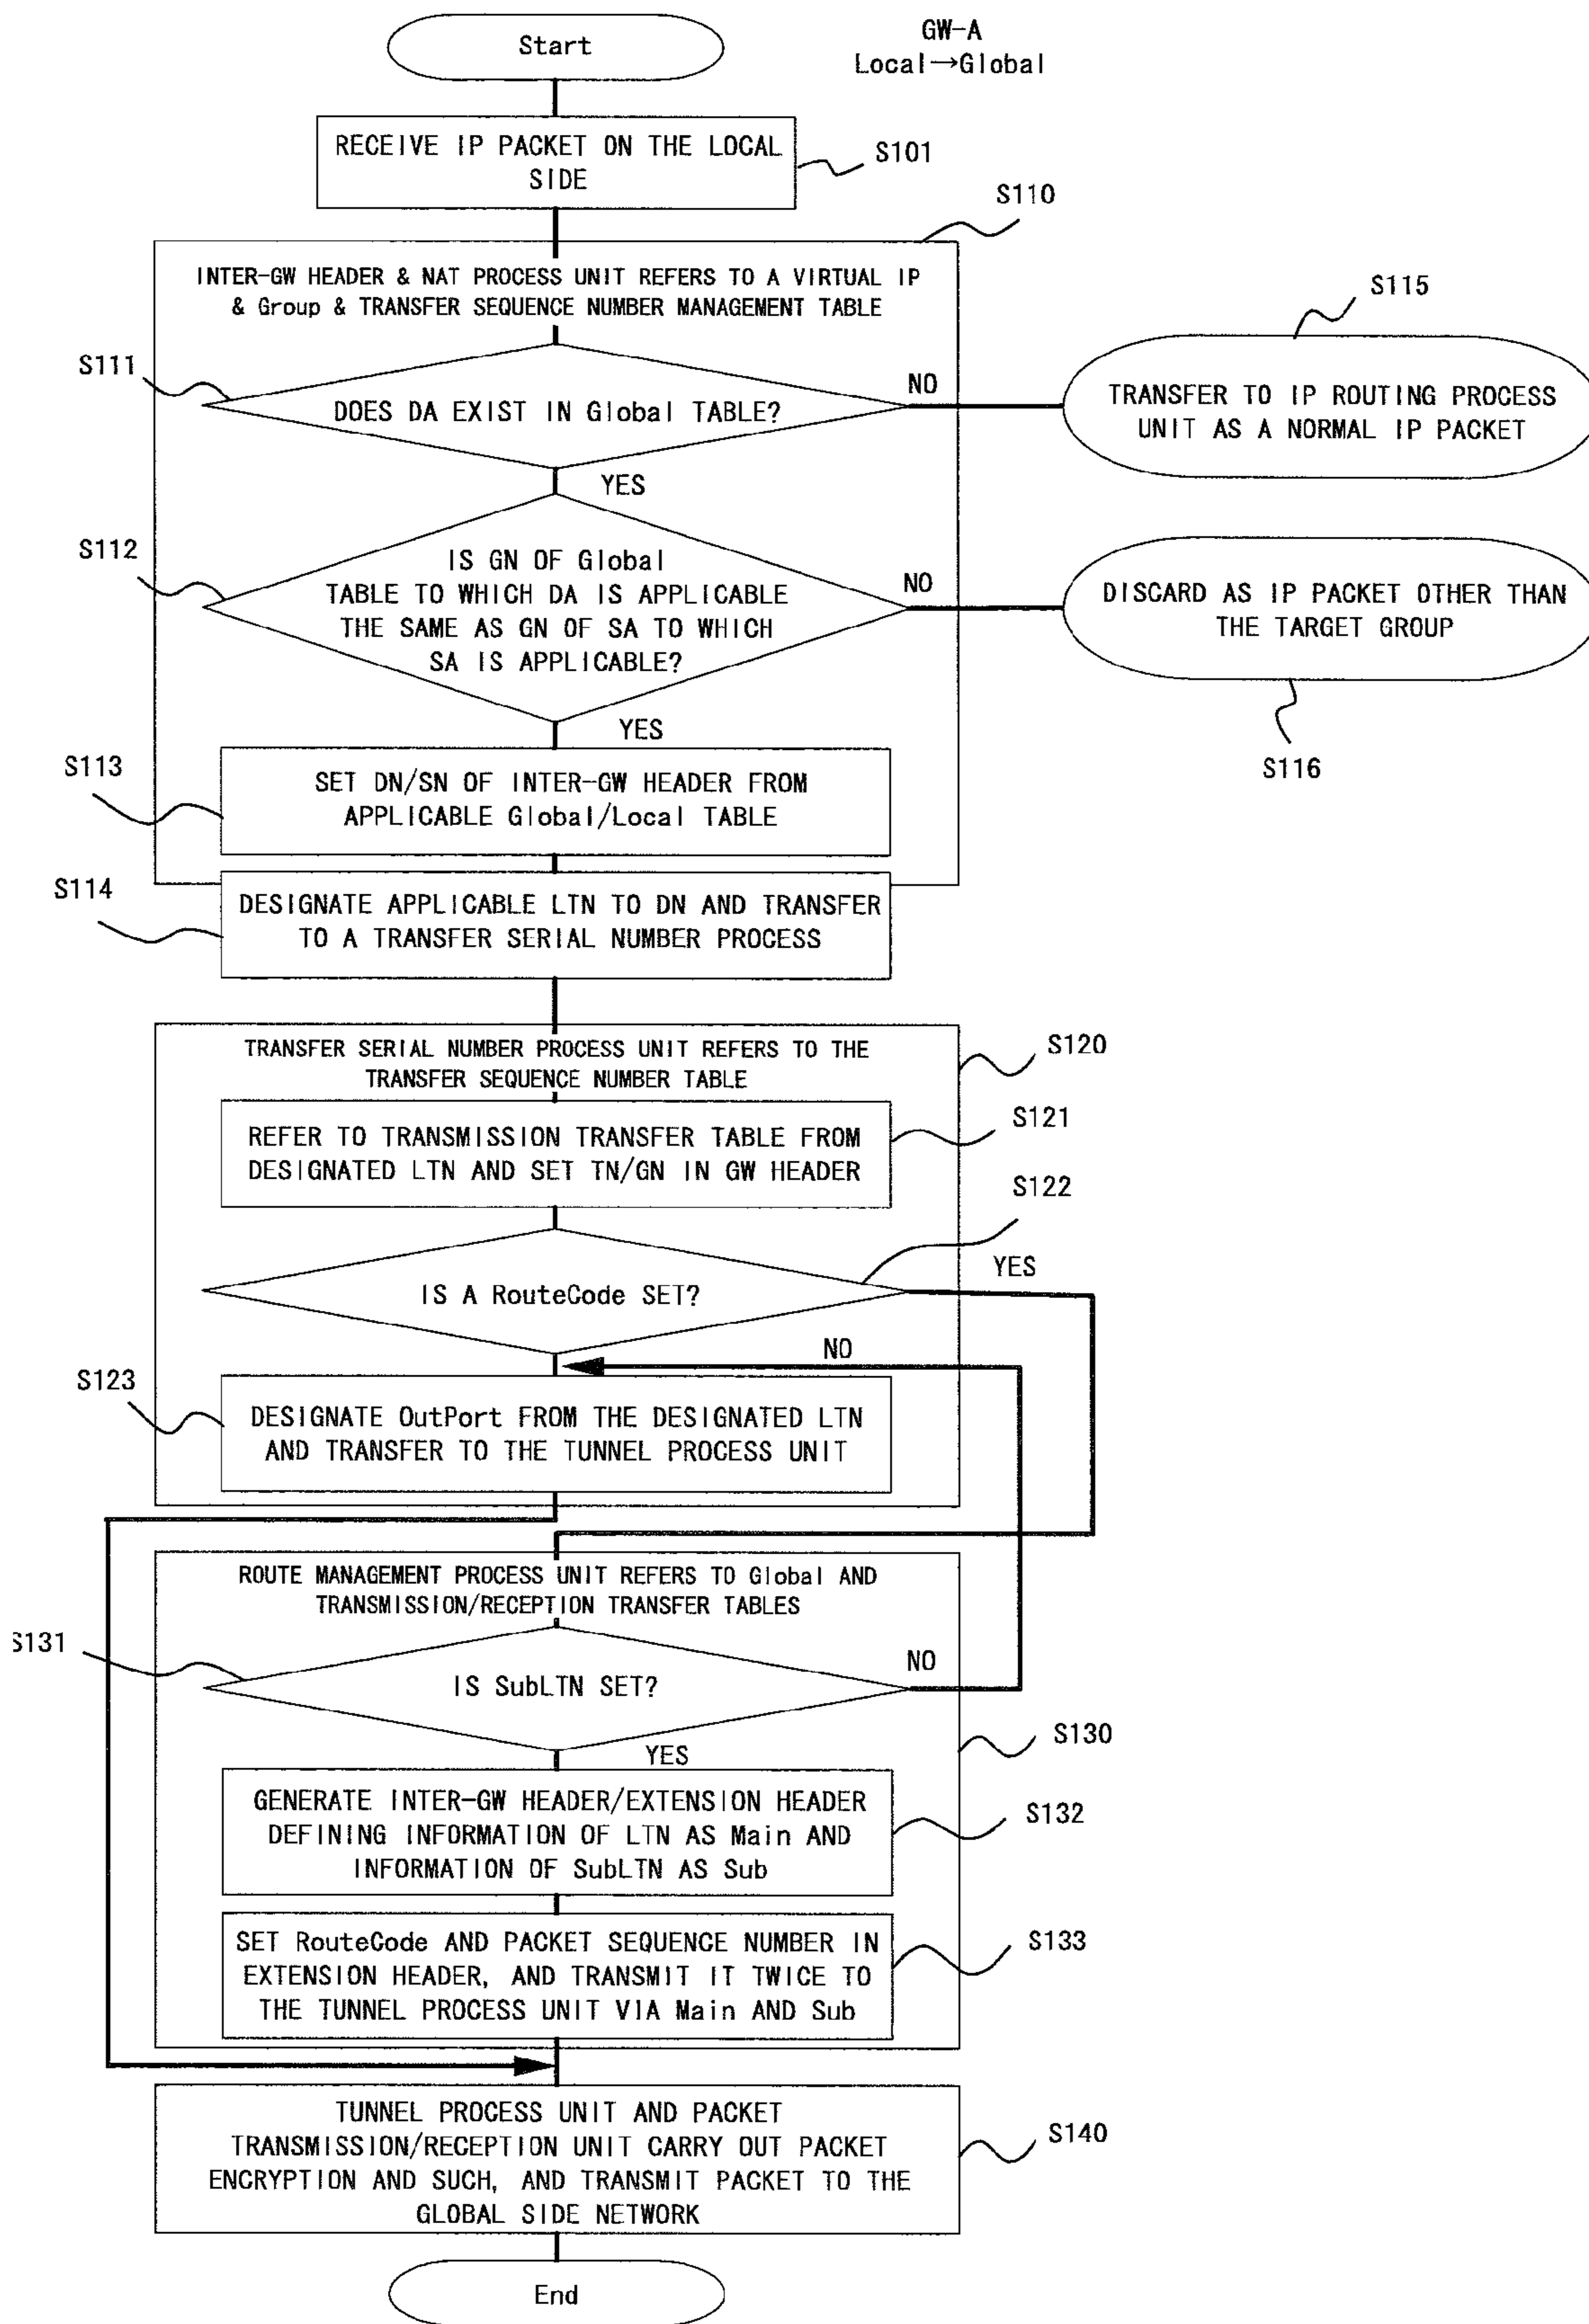 Start
GW-A
Local→Global
RECEIVE IP PACKET ON THE LOCAL
SIDE
S101
S110
INTER-GW HEADER & NAT PROCESS UNIT REFERS TO A VIRTUAL IP
& Group & TRANSFER SEQUENCE NUMBER MANAGEMENT TABLE
S115
S111
DOES DA EXIST IN Global TABLE?
NO
TRANSFER TO IP ROUTING PROCESS
UNIT AS A NORMAL IP PACKET
YES
S112
IS GN OF Global
TABLE TO WHICH DA IS APPLICABLE
THE SAME AS GN OF SA TO WHICH
SA IS APPLICABLE?
NO
DISCARD AS IP PACKET OTHER THAN
THE TARGET GROUP
S116
YES
S113
SET DN/SN OF INTER-GW HEADER FROM
APPLICABLE Global/Local TABLE
S114
DESIGNATE APPLICABLE LTN TO DN AND TRANSFER
TO A TRANSFER SERIAL NUMBER PROCESS
TRANSFER SERIAL NUMBER PROCESS UNIT REFERS TO THE
TRANSFER SEQUENCE NUMBER TABLE
S120
REFER TO TRANSMISSION TRANSFER TABLE FROM
DESIGNATED LTN AND SET TN/GN IN GW HEADER
S121
S122
IS A RouteCode SET?
YES
NO
S123
DESIGNATE OutPort FROM THE DESIGNATED LTN
AND TRANSFER TO THE TUNNEL PROCESS UNIT
ROUTE MANAGEMENT PROCESS UNIT REFERS TO Global AND
TRANSMISSION/RECEPTION TRANSFER TABLES
S131
IS SubLTN SET?
NO
S130
YES
GENERATE INTER-GW HEADER/EXTENSION HEADER
DEFINING INFORMATION OF LTN AS Main AND
INFORMATION OF SubLTN AS Sub
S132
SET RouteCode AND PACKET SEQUENCE NUMBER IN
EXTENSION HEADER, AND TRANSMIT IT TWICE TO
THE TUNNEL PROCESS UNIT VIA Main AND Sub
S133
TUNNEL PROCESS UNIT AND PACKET
TRANSMISSION/RECEPTION UNIT CARRY OUT PACKET
ENCRYPTION AND SUCH, AND TRANSMIT PACKET TO THE
GLOBAL SIDE NETWORK
S140
End